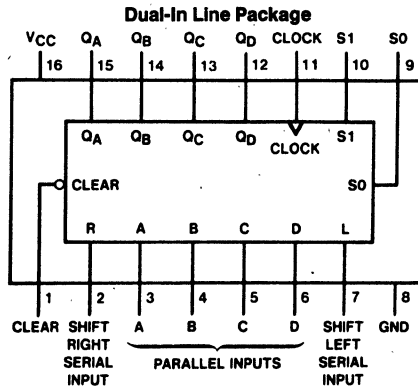 Dual-In Line Package
VCC QA QB QC QD CLOCK S1 S0
16 15 14 13 12 11 10 9
QA QB QC QD CLOCK S1
CLEAR S0
R A B C D L
1 2 3 4 5 6 7 8
CLEAR SHIFT RIGHT SERIAL INPUT A B C D SHIFT LEFT SERIAL INPUT GND
PARALLEL INPUTS